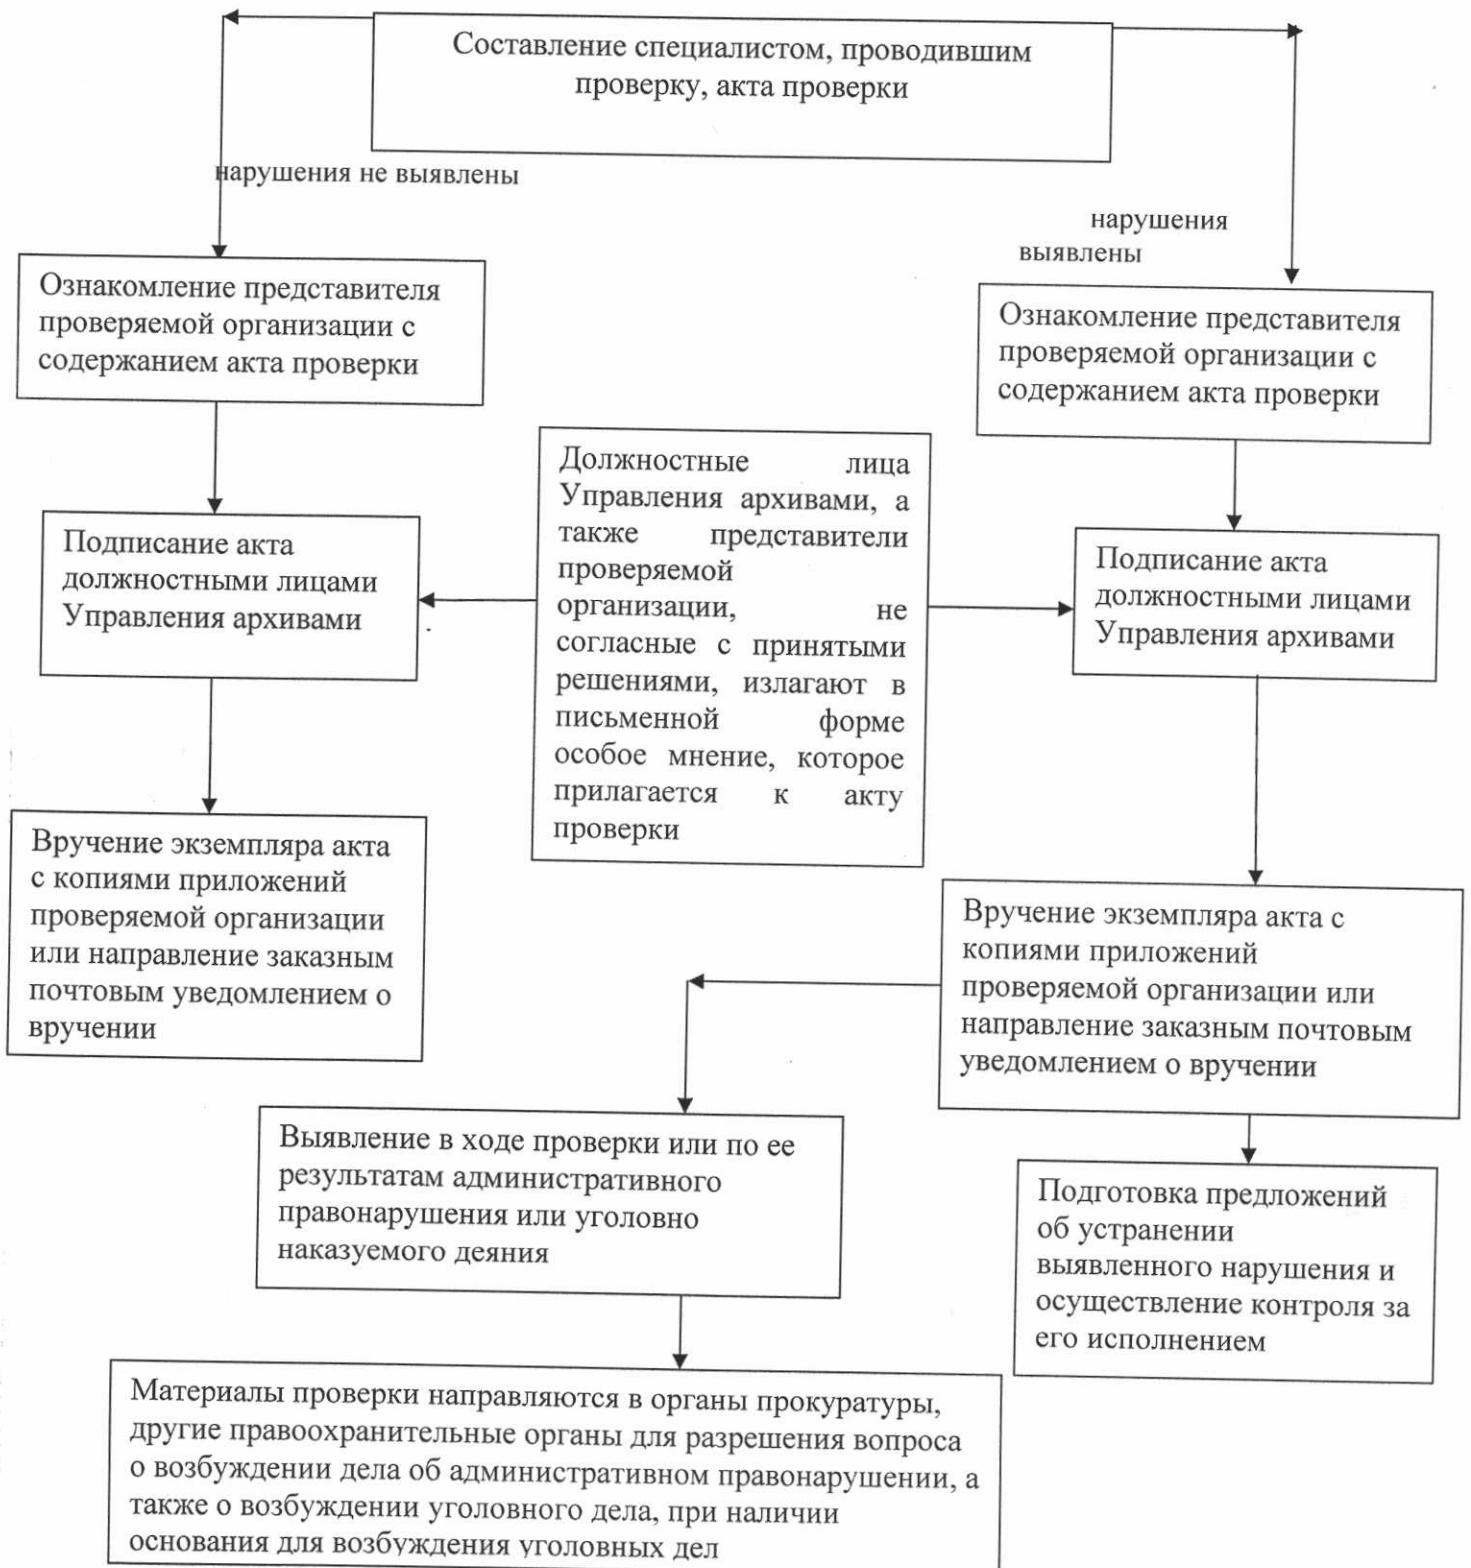 Составление специалистом, проводившим
проверку, акта проверки
нарушения не выявлены
нарушения
выявлены
Ознакомление представителя
проверяемой организации с
содержанием акта проверки
Ознакомление представителя
проверяемой организации с
содержанием акта проверки
Должностные лица
Управления архивами, а
также представители
проверяемой
организации, не
согласные с принятыми
решениями, излагают в
письменной форме
особое мнение, которое
прилагается к акту
проверки
Подписание акта
должностными лицами
Управления архивами
Подписание акта
должностными лицами
Управления архивами
Вручение экземпляра акта
с копиями приложений
проверяемой организации
или направление заказным
почтовым уведомлением о
вручении
Вручение экземпляра акта с
копиями приложений
проверяемой организации или
направление заказным почтовым
уведомлением о вручении
Выявление в ходе проверки или по ее
результатам административного
правонарушения или уголовно
наказуемого деяния
Подготовка предложений
об устранении
выявленного нарушения и
осуществление контроля за
его исполнением
Материалы проверки направляются в органы прокуратуры,
другие правоохранительные органы для разрешения вопроса
о возбуждении дела об административном правонарушении, а
также о возбуждении уголовного дела, при наличии
основания для возбуждения уголовных дел